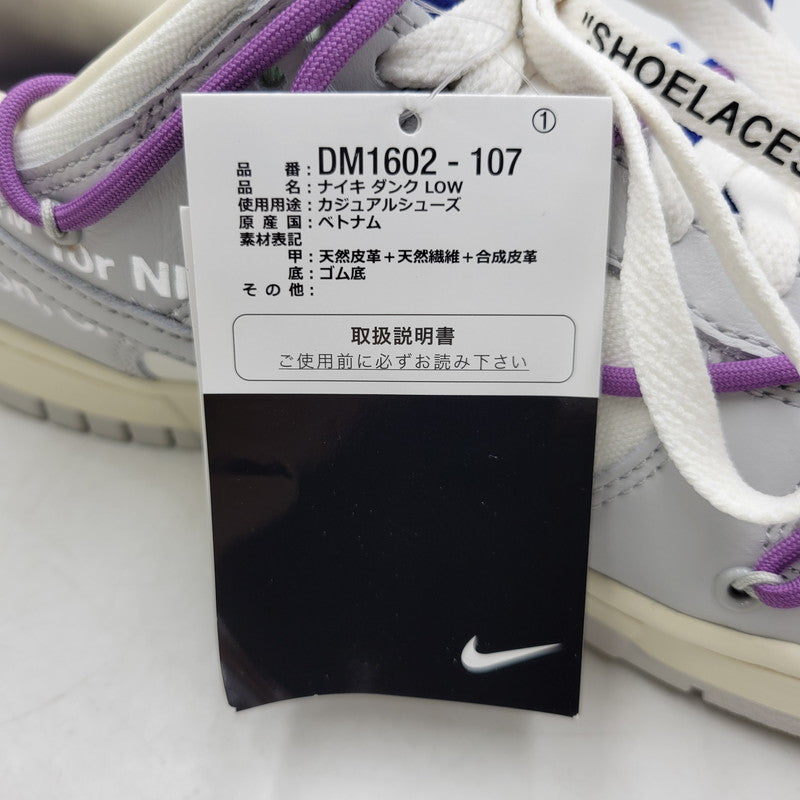 "SHOELACES
①
品 番：DM1602 - 107
品 名：ナイキ ダンク LOW
使用用途：カジュアルシューズ
原 産 国：ベトナム
素材表記
甲：天然皮革＋天然繊維＋合成皮革
底：ゴム底
そ の 他：
取扱説明書
ご使用前に必ずお読み下さい
for NI